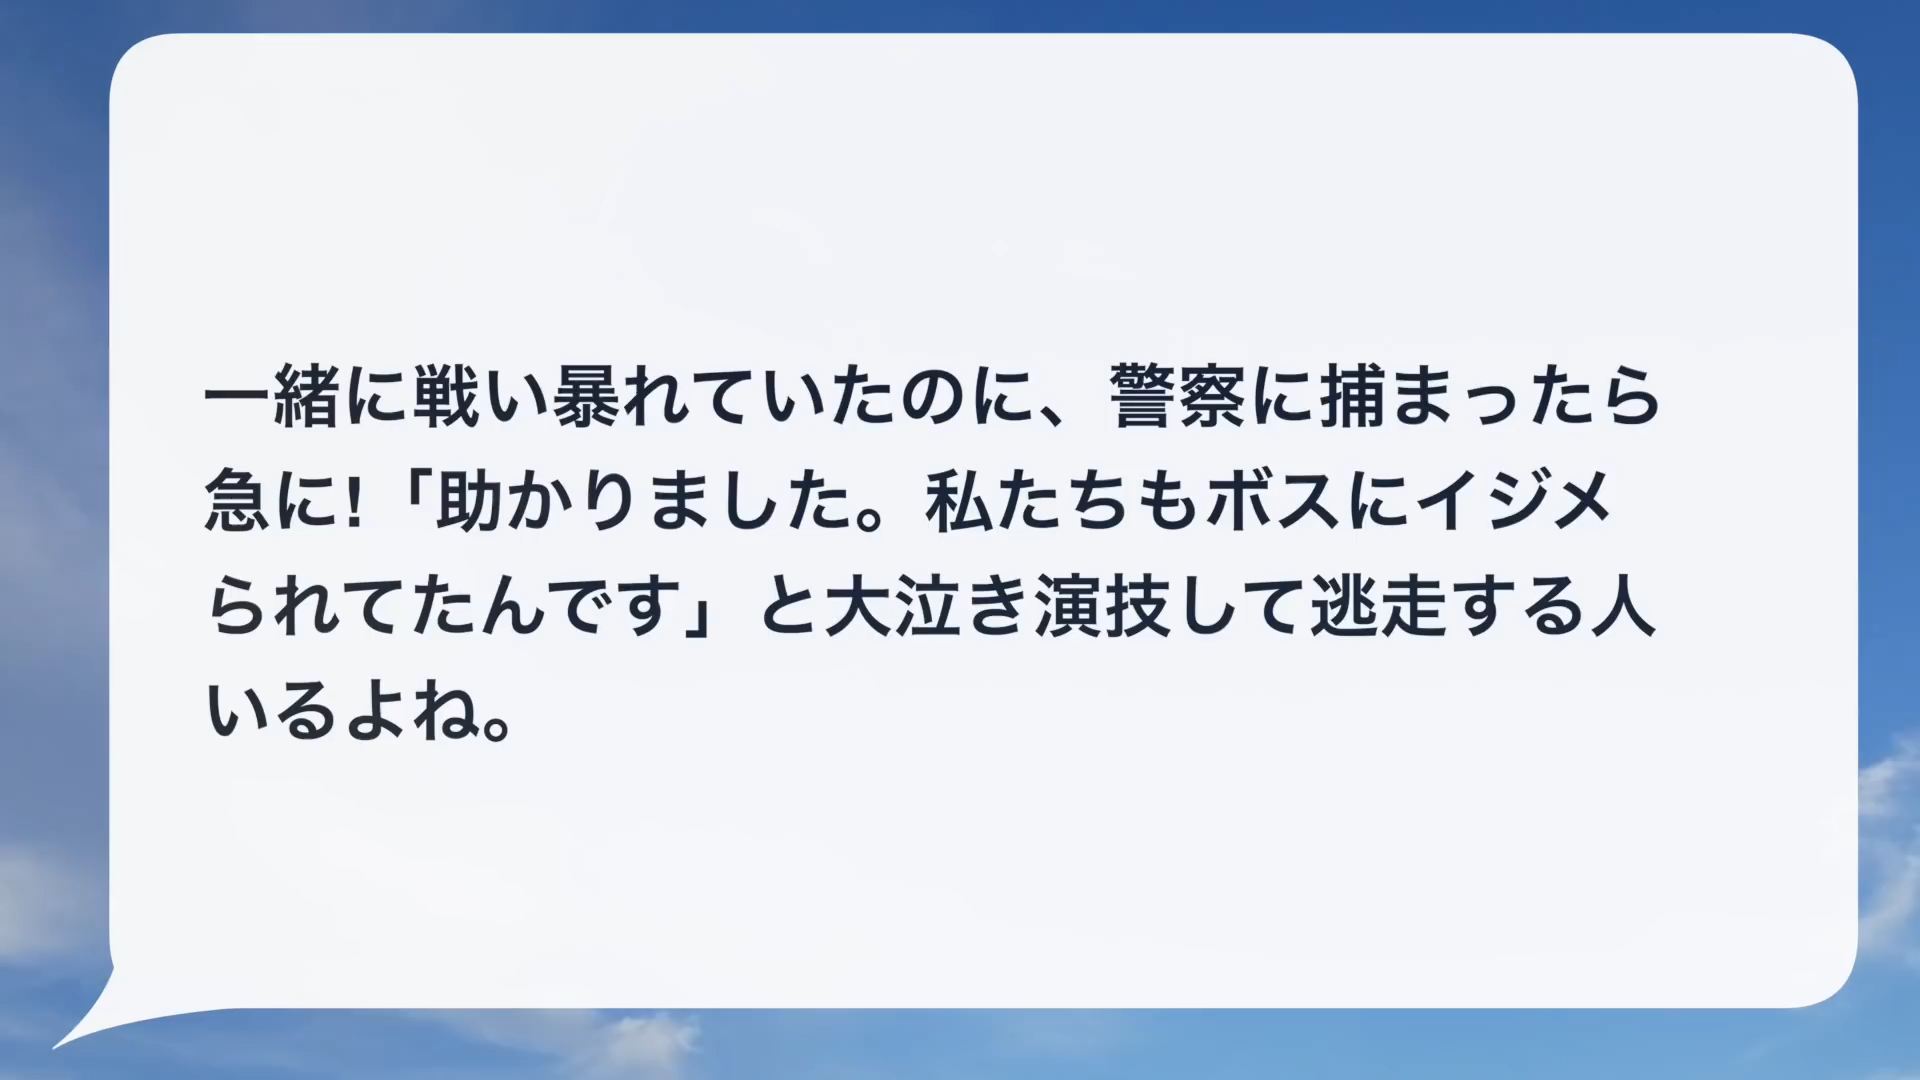 一緒に戦い暴れていたのに、警察に捕まったら
急に!「助かりました。私たちもボスにイジメ
られてたんです」と大泣き演技して逃走する人
いるよね。